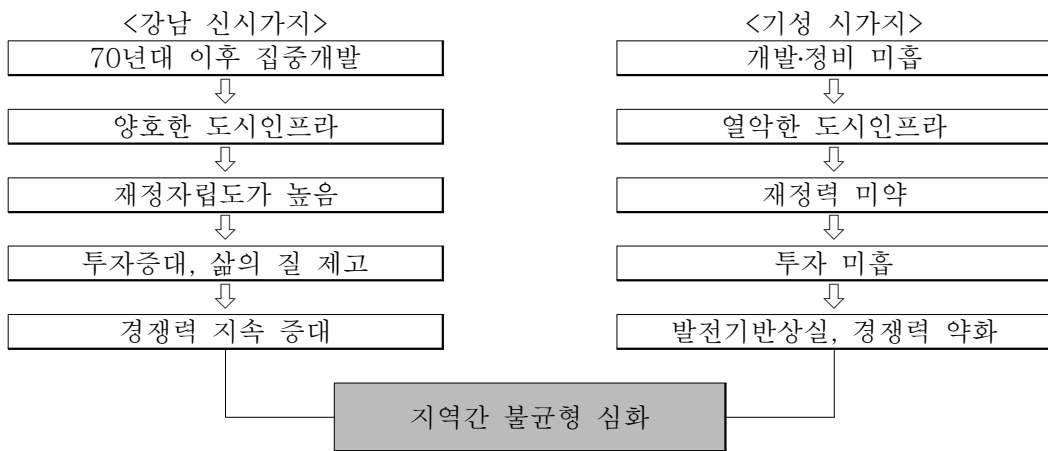 <강남 신시가지>
70년대 이후 집중개발
양호한 도시인프라
재정자립도가 높음
투자증대, 삶의 질 제고
경쟁력 지속 증대
<기성 시가지>
개발·정비 미흡
열악한 도시인프라
재정력 미약
투자 미흡
발전기반상실, 경쟁력 약화
지역간 불균형 심화